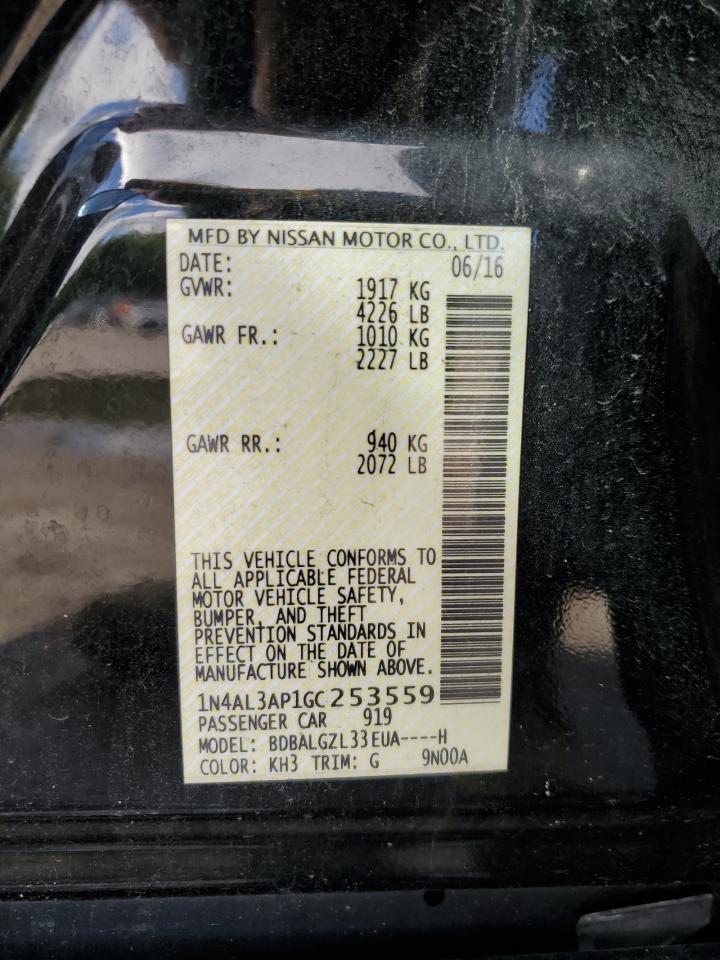 MFD BY NISSAN MOTOR CO., LTD.
DATE: 06/16
GVWR: 1917 KG
4226 LB
GAWR FR.: 1010 KG
2227 LB
GAWR RR.: 940 KG
2072 LB
THIS VEHICLE CONFORMS TO
ALL APPLICABLE FEDERAL
MOTOR VEHICLE SAFETY,
BUMPER, AND THEFT
PREVENTION STANDARDS IN
EFFECT ON THE DATE OF
MANUFACTURE SHOWN ABOVE.
1N4AL3AP1GC253559
PASSENGER CAR 919
MODEL: BDBALGZL33EUA----H
COLOR: KH3 TRIM: G 9N00A